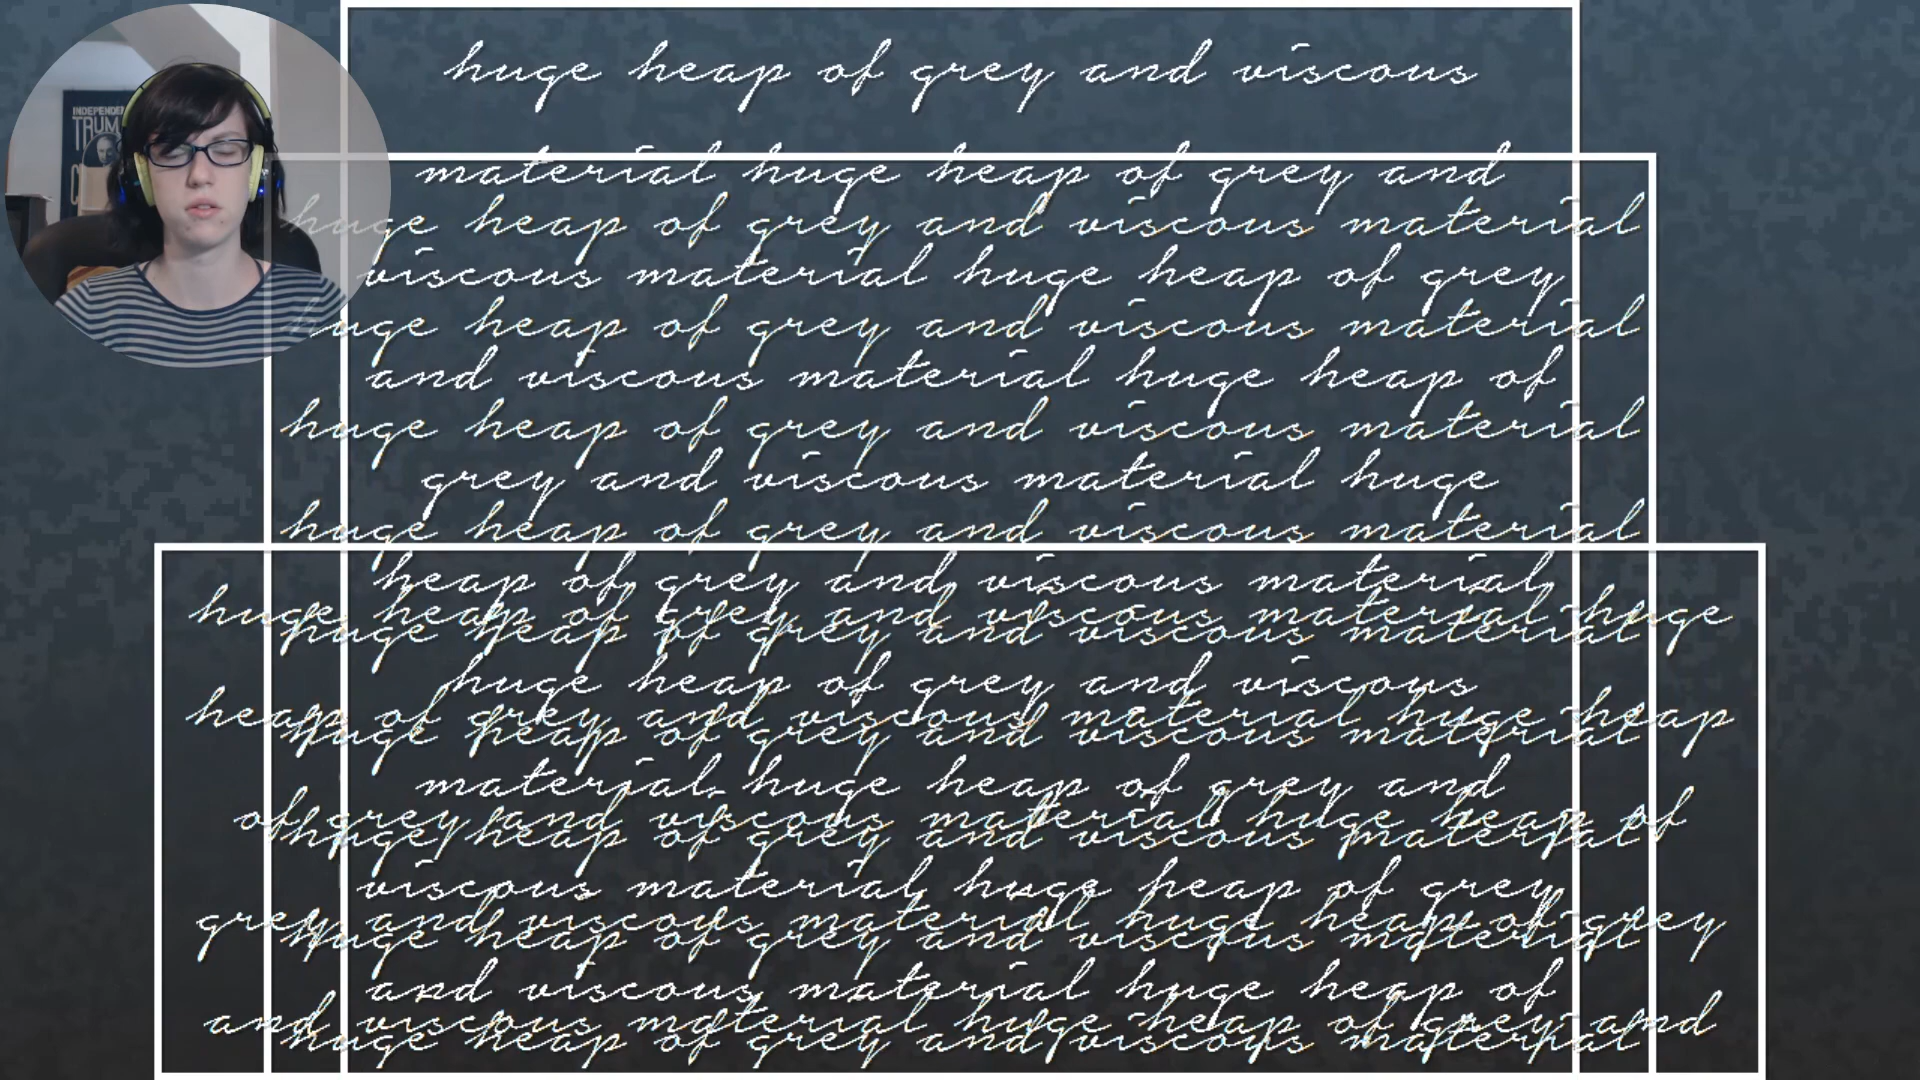 INDEPENDEN
TRUM
C
huge heap of grey and viscous
material huge heap of grey and
huge heap of grey and viscous material
viscous material huge heap of grey
huge heap of grey and viscous material
and viscous material huge heap of
huge heap of grey and viscous material
grey and viscous material huge
huge heap of grey and viscous material
heap of grey and viscous material
huge heap of grey and viscous material huge
huge heap of grey and viscous material
huge heap of grey and viscous
heap of grey and viscous material huge heap
huge heap of grey and viscous material
material huge heap of grey and
of grey and viscous material huge heap of
huge heap of grey and viscous material
viscous material huge heap of grey
grey and viscous material huge heap of grey
huge heap of grey and viscous material
and viscous material huge heap of
and viscous material huge heap of grey and
huge heap of grey and viscous material